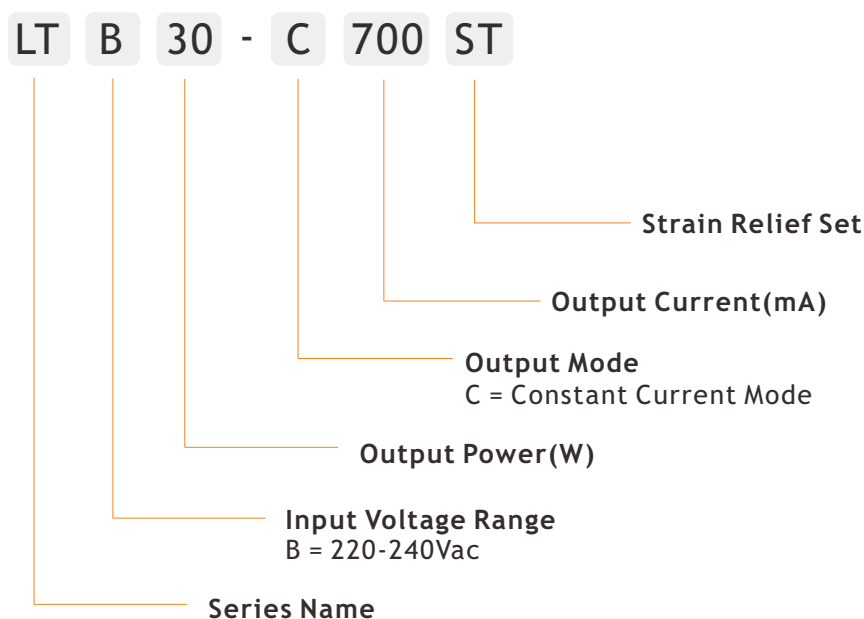 LT B 30 - C 700 ST
Strain Relief Set
Output Current(mA)
Output Mode
C = Constant Current Mode
Output Power(W)
Input Voltage Range
B = 220-240Vac
Series Name